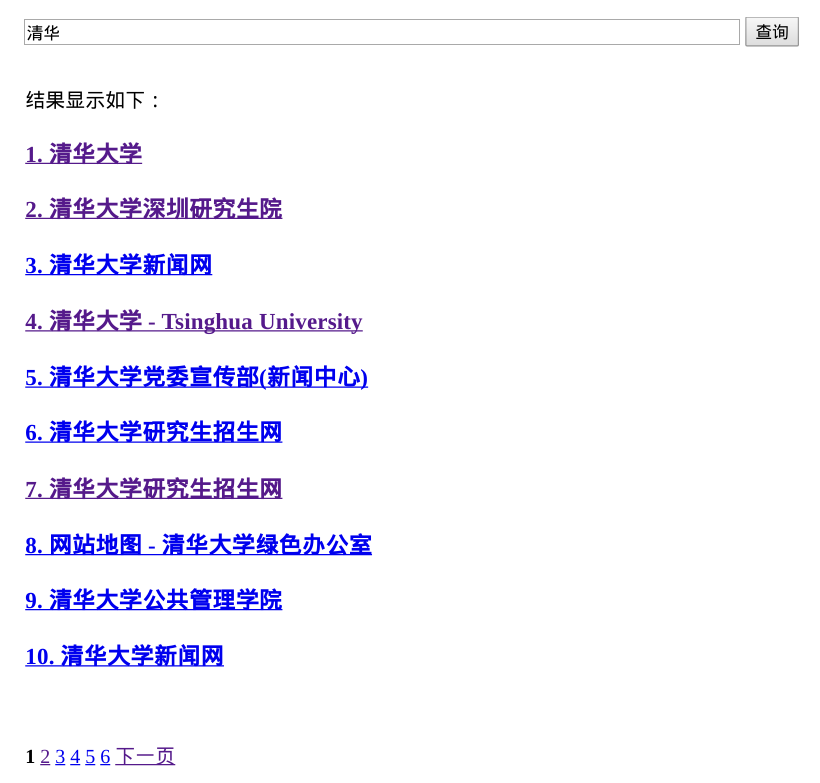 清华 查询
结果显示如下：
1. 清华大学
2. 清华大学深圳研究生院
3. 清华大学新闻网
4. 清华大学 - Tsinghua University
5. 清华大学党委宣传部(新闻中心)
6. 清华大学研究生招生网
7. 清华大学研究生招生网
8. 网站地图 - 清华大学绿色办公室
9. 清华大学公共管理学院
10. 清华大学新闻网
1 2 3 4 5 6 下一页